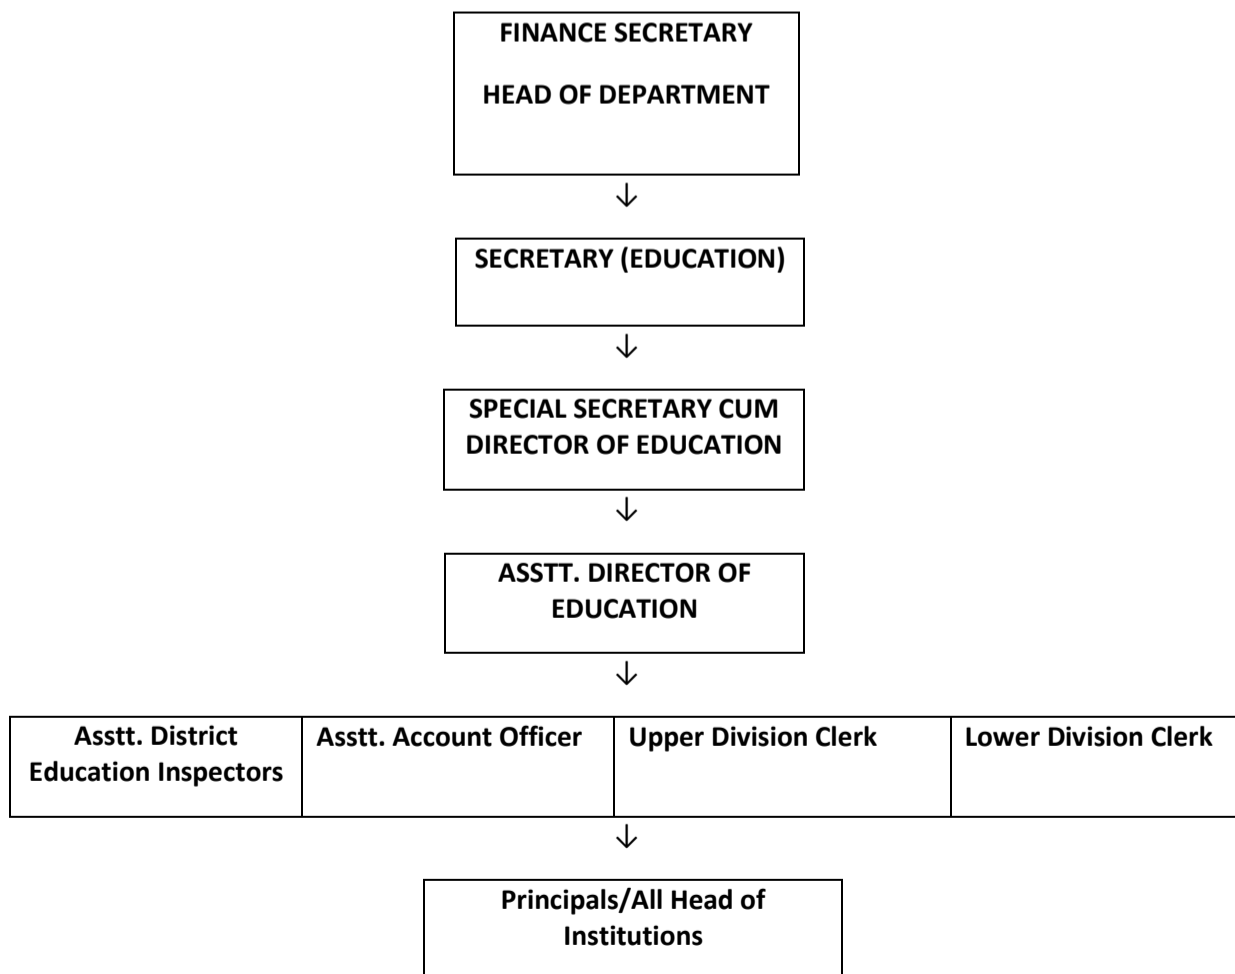 FINANCE SECRETARY
HEAD OF DEPARTMENT
SECRETARY (EDUCATION)
SPECIAL SECRETARY CUM
DIRECTOR OF EDUCATION
ASSTT. DIRECTOR OF
EDUCATION
Asstt. District
Education Inspectors
Asstt. Account Officer
Upper Division Clerk
Lower Division Clerk
Principals/All Head of
Institutions